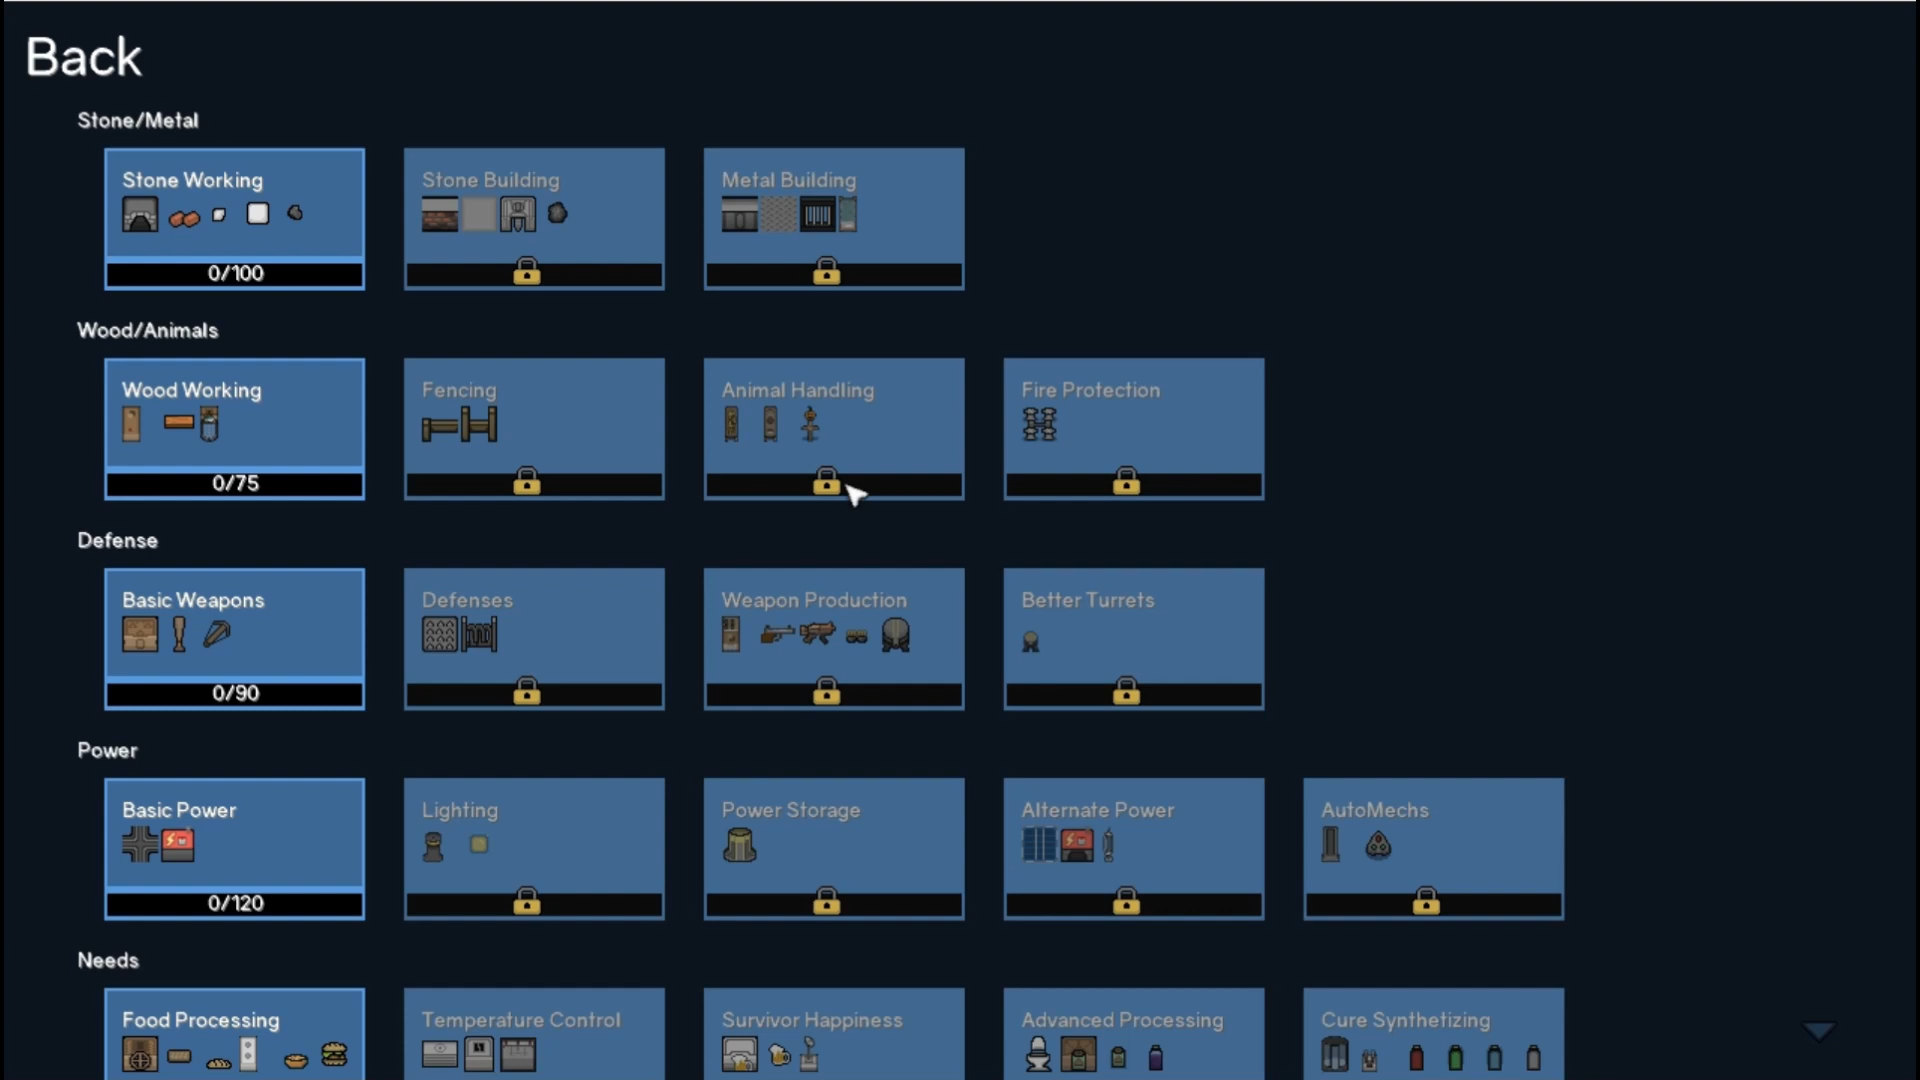 Back
Stone/Metal
Stone Working
Stone Building
Metal Building
0/100
Wood/Animals
Wood Working
Fencing
Animal Handling
Fire Protection
0/75
Defense
Basic Weapons
Defenses
Weapon Production
Better Turrets
0/90
Power
Basic Power
Lighting
Power Storage
Alternate Power
AutoMechs
0/120
Needs
Food Processing
Temperature Control
Survivor Happiness
Advanced Processing
Cure Synthetizing